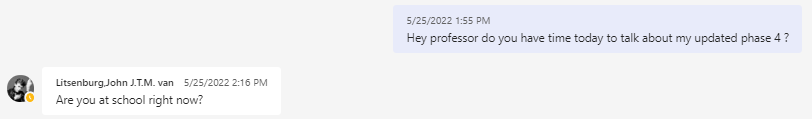 5/25/2022 1:55 PM
Hey professor do you have time today to talk about my updated phase 4 ?
Litsenburg,John J.T.M. van 5/25/2022 2:16 PM
Are you at school right now?